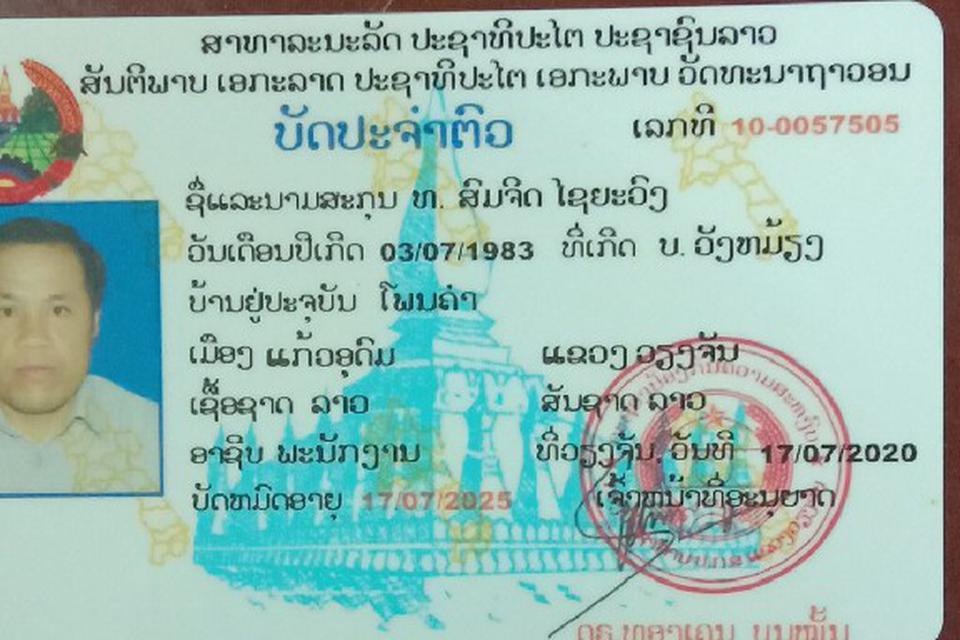 ສາທາລະນະລັດ ປະຊາທິປະໄຕ ປະຊາຊົນລາວ
ສັນຕິພາບ ເອກະລາດ ປະຊາທິປະໄຕ ເອກະພາບ ວັດທະນາຖາວອນ
ບັດປະຈຳຕົວ ເລກທີ 10-0057505
ຊື່ແລະນາມສະກຸນ ທ. ສົມຈິດ ໄຊຍະວົງ
ວັນເດືອນປີເກີດ 03/07/1983 ທີ່ເກີດ ບ. ວັງຫມ້ຽງ
ບ້ານຢູ່ປະຈຸບັນ ໂພນຄຳ
ເມືອງ ແກ້ວອຸດົມ ແຂວງ ວຽງຈັນ
ເຊື້ອຊາດ ລາວ ສັນຊາດ ລາວ
ອາຊີບ ພະນັກງານ ທີ່ວຽງຈັນ, ວັນທີ 17/07/2020
ບັດຫມົດອາຍຸ 17/07/2025 ເຈົ້າຫນ້າທີ່ອະນຸຍາດ